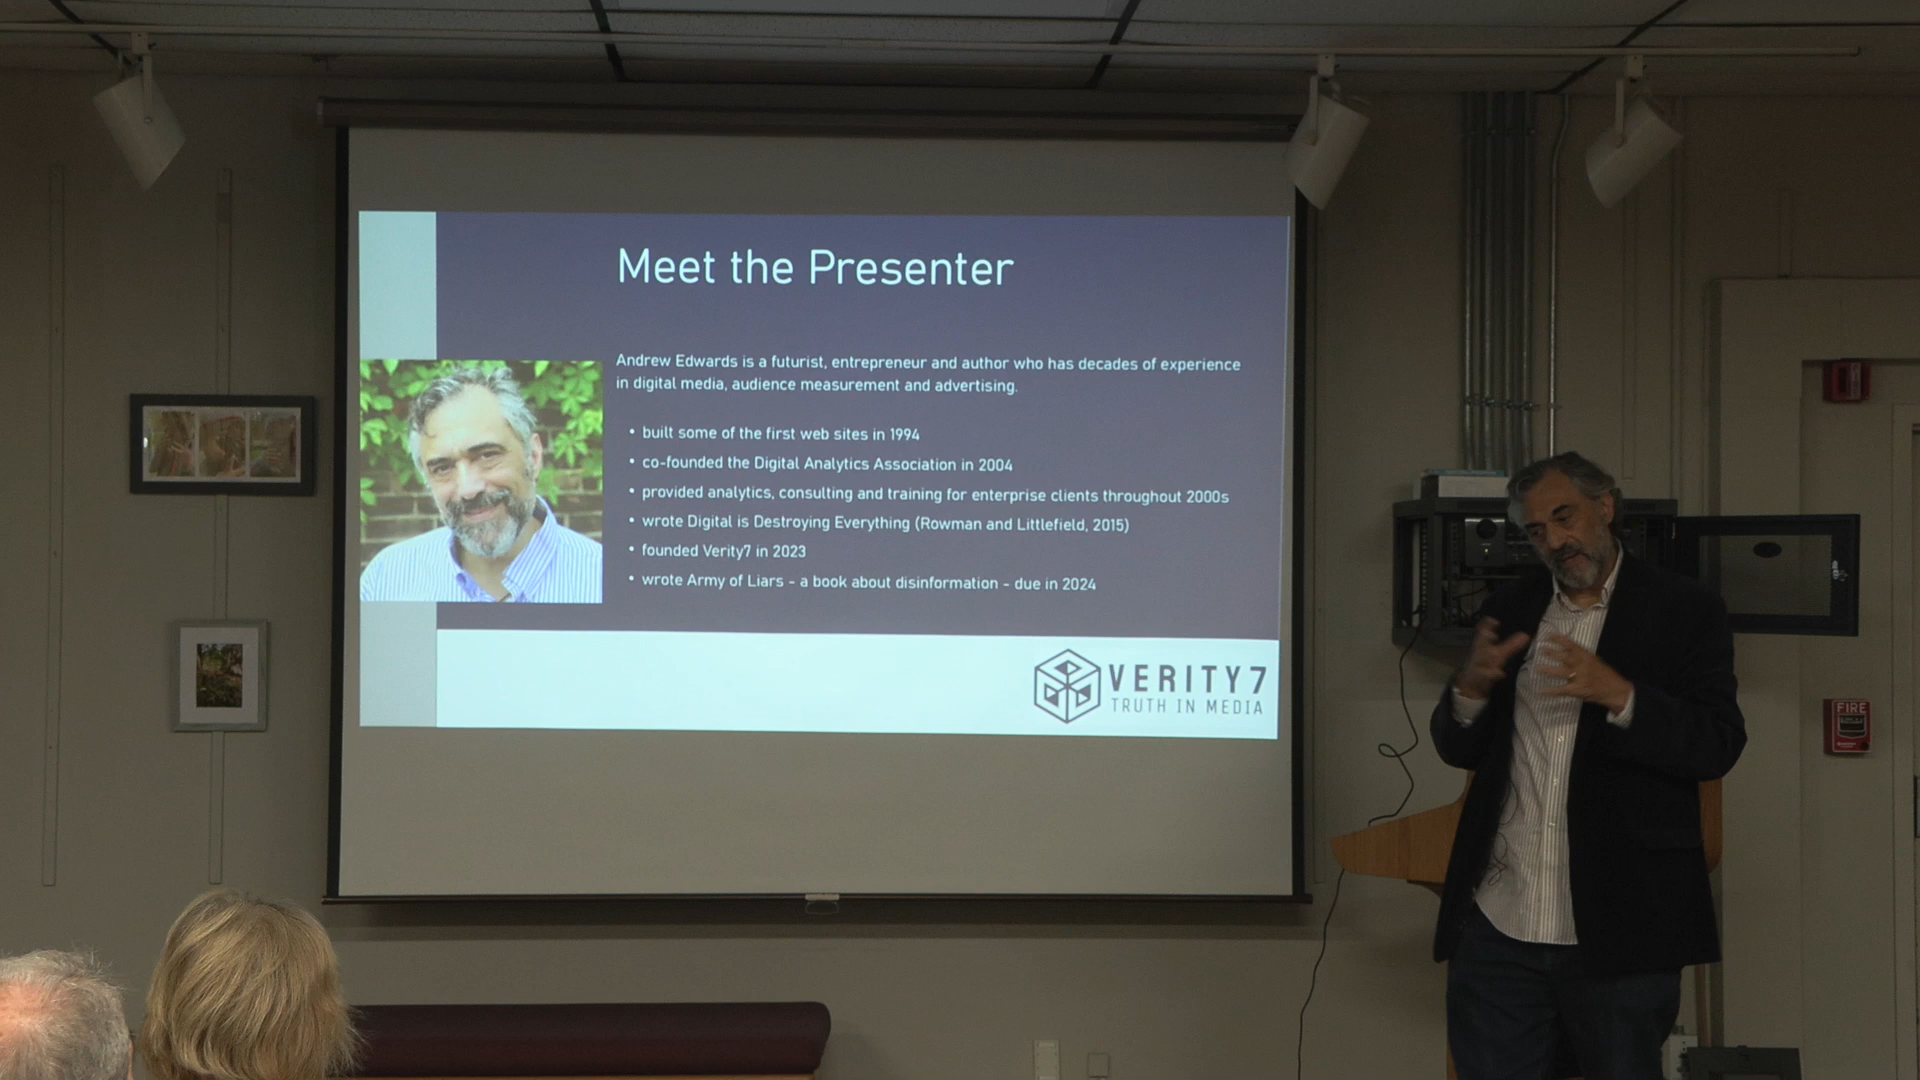 Meet the Presenter
Andrew Edwards is a futurist, entrepreneur and author who has decades of experience
in digital media, audience measurement and advertising.
• built some of the first web sites in 1994
• co-founded the Digital Analytics Association in 2004
• provided analytics, consulting and training for enterprise clients throughout 2000s
• wrote Digital is Destroying Everything (Rowman and Littlefield, 2015)
• founded Verity7 in 2023
• wrote Army of Liars - a book about disinformation - due in 2024
VERITY7
TRUTH IN MEDIA
FIRE